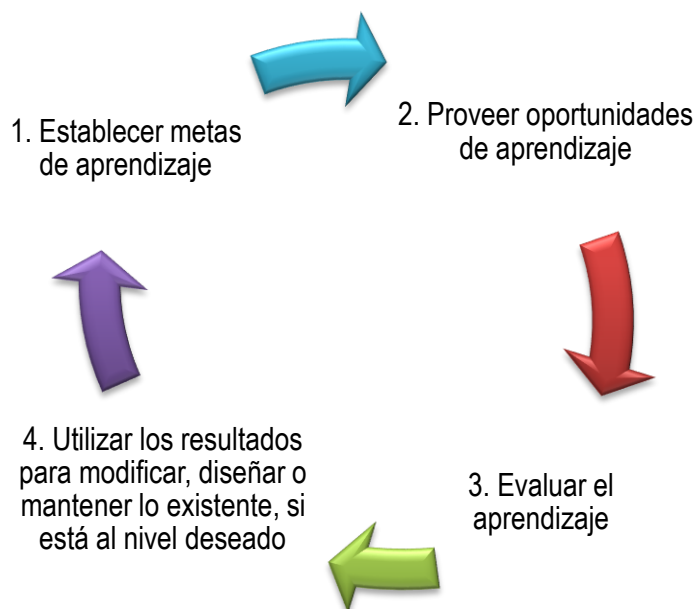 1. Establecer metas
de aprendizaje
2. Proveer oportunidades
de aprendizaje
3. Evaluar el
aprendizaje
4. Utilizar los resultados
para modificar, diseñar o
mantener lo existente, si
está al nivel deseado